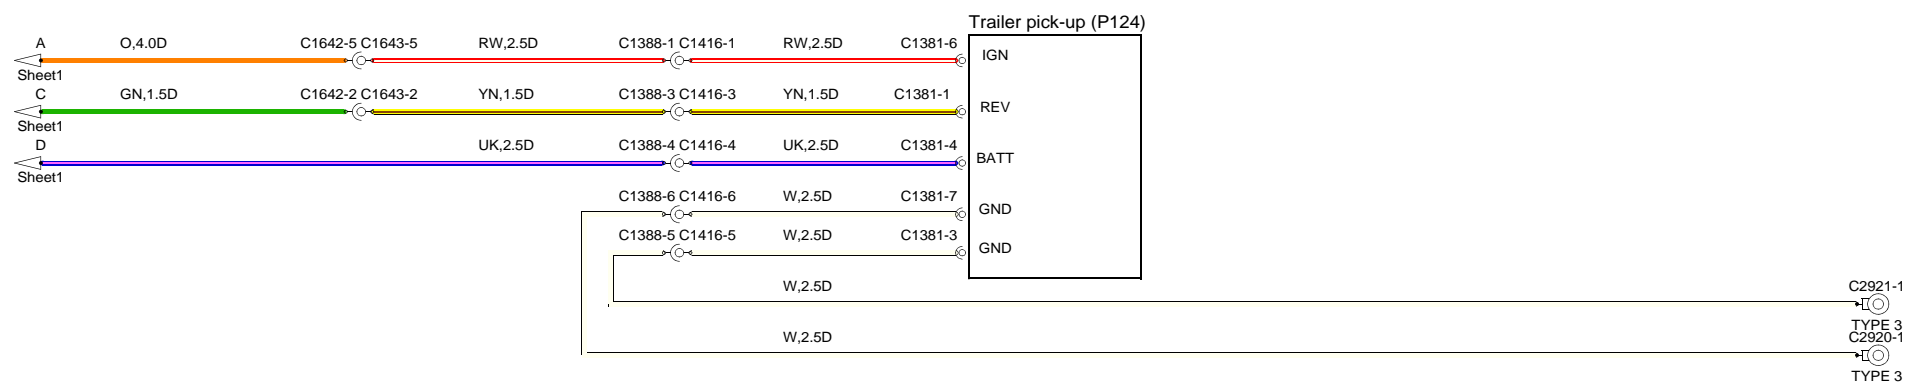 Trailer pick-up (P124)
A O,4.0D C1642-5 C1643-5 RW,2.5D C1388-1 C1416-1 RW,2.5D C1381-6 IGN
Sheet1
C GN,1.5D C1642-2 C1643-2 YN,1.5D C1388-3 C1416-3 YN,1.5D C1381-1 REV
Sheet1
D UK,2.5D C1388-4 C1416-4 UK,2.5D C1381-4 BATT
Sheet1
C1388-6 C1416-6 W,2.5D C1381-7 GND
C1388-5 C1416-5 W,2.5D C1381-3 GND
W,2.5D C2921-1
TYPE 3
W,2.5D C2920-1
TYPE 3